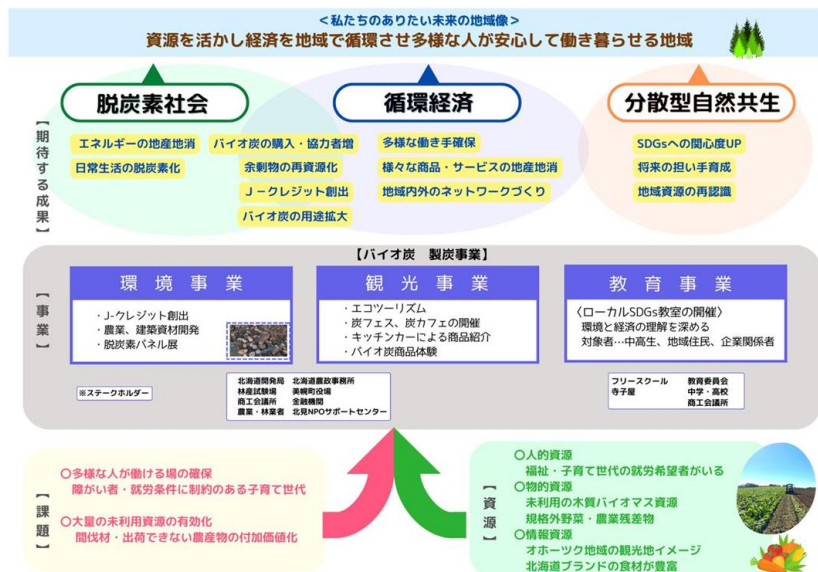 ＜私たちのありたい未来の地域像＞
資源を活かし経済を地域で循環させ多様な人が安心して働き暮らせる地域
【期待する成果】
脱炭素社会
循環経済
分散型自然共生
エネルギーの地産地消
日常生活の脱炭素化
バイオ炭の購入・協力者増
余剰物の再資源化
J－クレジット創出
バイオ炭の用途拡大
多様な働き手確保
様々な商品・サービスの地産地消
地域内外のネットワークづくり
SDGsへの関心度UP
将来の担い手育成
地域資源の再認識
【バイオ炭　製炭事業】
【事業】
環境事業
・J-クレジット創出
・農業、建築資材開発
・脱炭素パネル展
観光事業
・エコツーリズム
・炭フェス、炭カフェの開催
・キッチンカーによる商品紹介
・バイオ炭商品体験
教育事業
〈ローカルSDGs教室の開催〉
環境と経済の理解を深める
対象者…中高生、地域住民、企業関係者
※ステークホルダー
北海道開発局　北海道農政事務所
林産試験場　美幌町役場
商工会議所　金融機関
農業・林業者　北見NPOサポートセンター
フリースクール　教育委員会
寺子屋　中学・高校
商工会議所
【課題】
〇多様な人が働ける場の確保
障がい者・就労条件に制約のある子育て世代
〇大量の未利用資源の有効化
間伐材・出荷できない農産物の付加価値化
【資源】
〇人的資源
福祉・子育て世代の就労希望者がいる
〇物的資源
未利用の木質バイオマス資源
規格外野菜・農業残差物
〇情報資源
オホーツク地域の観光地イメージ
北海道ブランドの食材が豊富